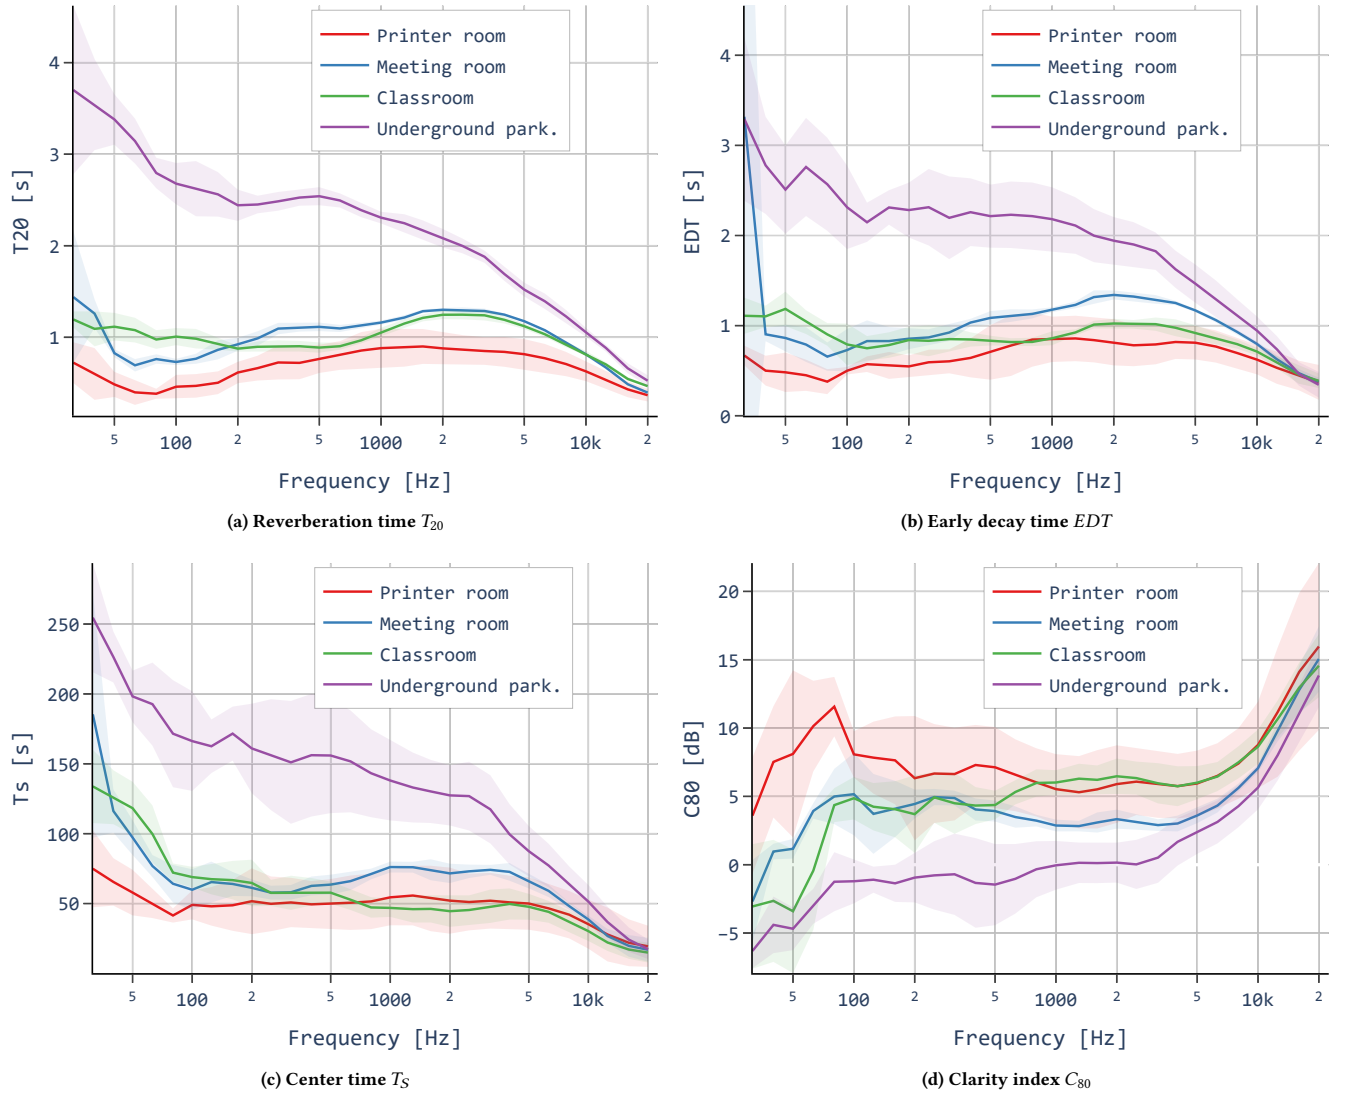 Printer room
Meeting room
Classroom
Underground park.
4
3
2
1
T20 [s]
5 100 2 5 1000 2 5 10k 2
Frequency [Hz]
(a) Reverberation time T20
Printer room
Meeting room
Classroom
Underground park.
4
3
2
1
0
EDT [s]
5 100 2 5 1000 2 5 10k 2
Frequency [Hz]
(b) Early decay time EDT
Printer room
Meeting room
Classroom
Underground park.
250
200
150
100
50
Ts [s]
5 100 2 5 1000 2 5 10k 2
Frequency [Hz]
(c) Center time TS
Printer room
Meeting room
Classroom
Underground park.
20
15
10
5
0
−5
C80 [dB]
5 100 2 5 1000 2 5 10k 2
Frequency [Hz]
(d) Clarity index C80